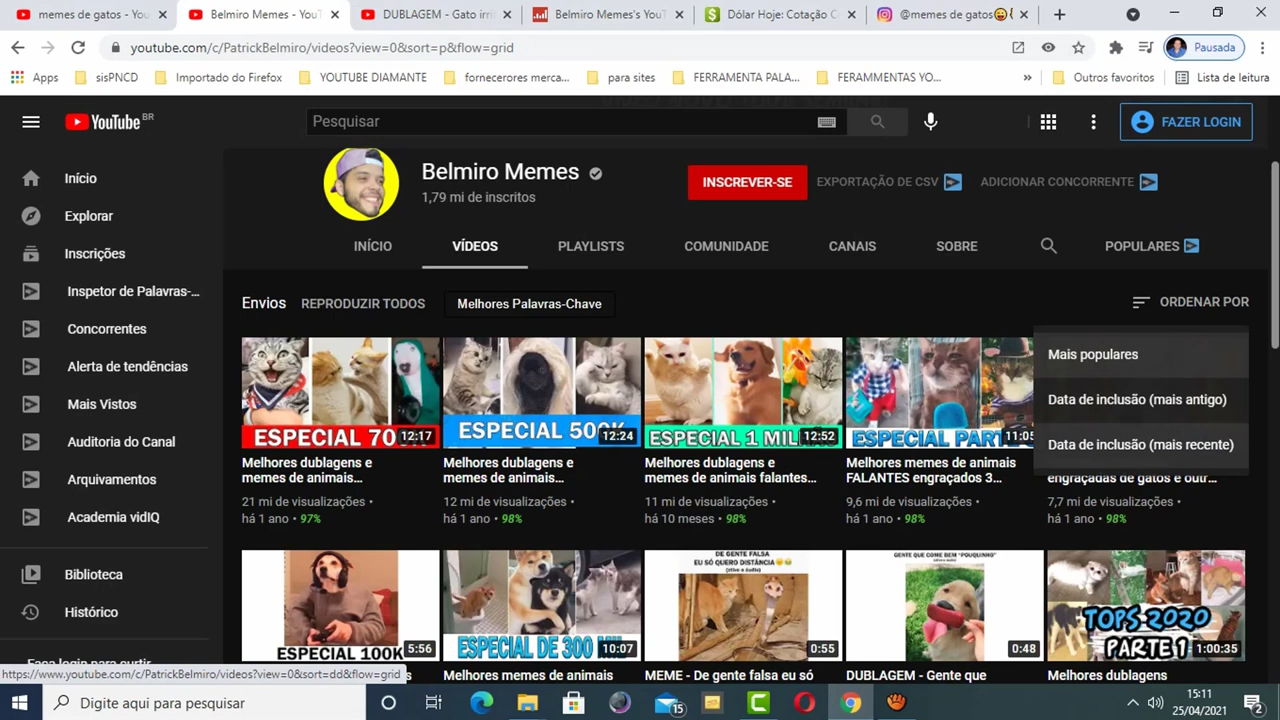 memes de gatos - YouT
Belmiro Memes - YouT
DUBLAGEM - Gato irri
Belmiro Memes's YouT
Dólar Hoje: Cotação C
@memes de gatos
youtube.com/c/PatrickBelmiro/videos?view=0&sort=p&flow=grid
Pausada
Apps
sisPNCD
Importado do Firefox
YOUTUBE DIAMANTE
fornecerores merca...
para sites
FERRAMENTA PALA...
FERAMMENTAS YO...
»
Outros favoritos
Lista de leitura
YouTube BR
Pesquisar
FAZER LOGIN
Início
Explorar
Inscrições
Inspetor de Palavras-...
Concorrentes
Alerta de tendências
Mais Vistos
Auditoria do Canal
Arquivamentos
Academia vidIQ
Biblioteca
Histórico
Faça login para curtir
Belmiro Memes
1,79 mi de inscritos
INSCREVER-SE
EXPORTAÇÃO DE CSV
ADICIONAR CONCORRENTE
INÍCIO
VÍDEOS
PLAYLISTS
COMUNIDADE
CANAIS
SOBRE
POPULARES
Envios
REPRODUZIR TODOS
Melhores Palavras-Chave
ORDENAR POR
Mais populares
Data de inclusão (mais antigo)
Data de inclusão (mais recente)
ESPECIAL 70
12:17
ESPECIAL 500K
12:24
ESPECIAL 1 MIL
12:52
ESPECIAL PART
11:05
Melhores dublagens e
memes de animais...
21 mi de visualizações •
há 1 ano • 97%
Melhores dublagens e
memes de animais...
12 mi de visualizações •
há 1 ano • 98%
Melhores dublagens e
memes de animais falantes...
11 mi de visualizações •
há 10 meses • 98%
Melhores memes de animais
FALANTES engraçados 3...
9,6 mi de visualizações •
há 1 ano • 98%
engraçadas de gatos e outr...
7,7 mi de visualizações •
há 1 ano • 98%
ESPECIAL 100K
5:56
ESPECIAL DE 300 MIL
10:07
DE GENTE FALSA
EU SÓ QUERO DISTÂNCIA
0:55
GENTE QUE COME BEM "POUQUINHO"
0:48
TOPS 2020
PARTE 1
1:00:35
Melhores memes de animais
MEME - De gente falsa eu só
DUBLAGEM - Gente que
Melhores dublagens
https://www.youtube.com/c/PatrickBelmiro/videos?view=0&sort=dd&flow=grid
Digite aqui para pesquisar
15
15:11
25/04/2021
2